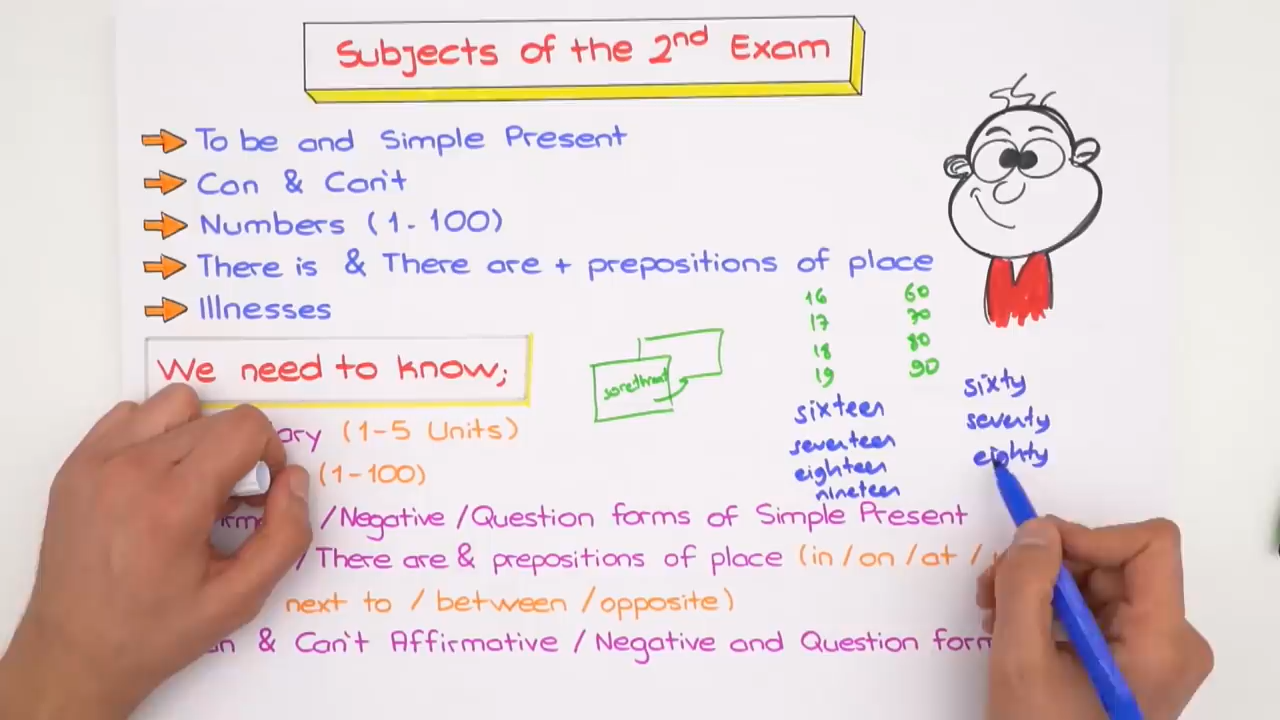 Subjects of the 2nd Exam
To be and Simple Present
Can & Can't
Numbers (1-100)
There is & There are + prepositions of place
Illnesses
16 60
17 70
18 80
19 90
We need to know;
sixteen sixty
seventeen seventy
eighteen eighty
nineteen
(1-5 Units)
(1-100)
/Negative /Question forms of Simple Present
/There are & prepositions of place (in / on / at /
next to / between / opposite)
& Can't Affirmative / Negative and Question